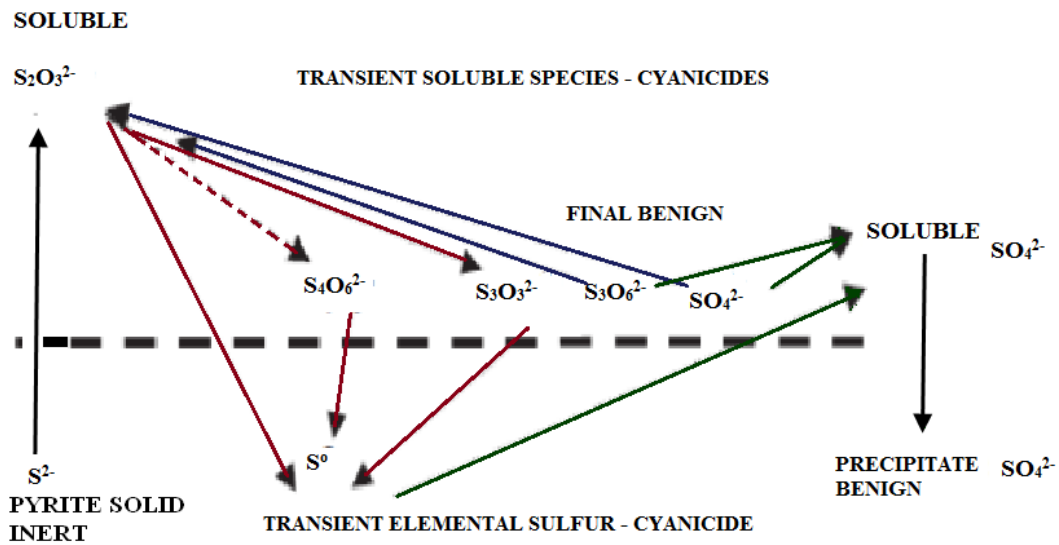 SOLUBLE
S₂O₃²⁻
TRANSIENT SOLUBLE SPECIES - CYANICIDES
FINAL BENIGN
SOLUBLE
SO₄²⁻
S₄O₆²⁻
S₃O₃²⁻
S₃O₆²⁻
SO₄²⁻
S²⁻
S⁰
PRECIPITATE
BENIGN
SO₄²⁻
PYRITE SOLID
INERT
TRANSIENT ELEMENTAL SULFUR - CYANICIDE